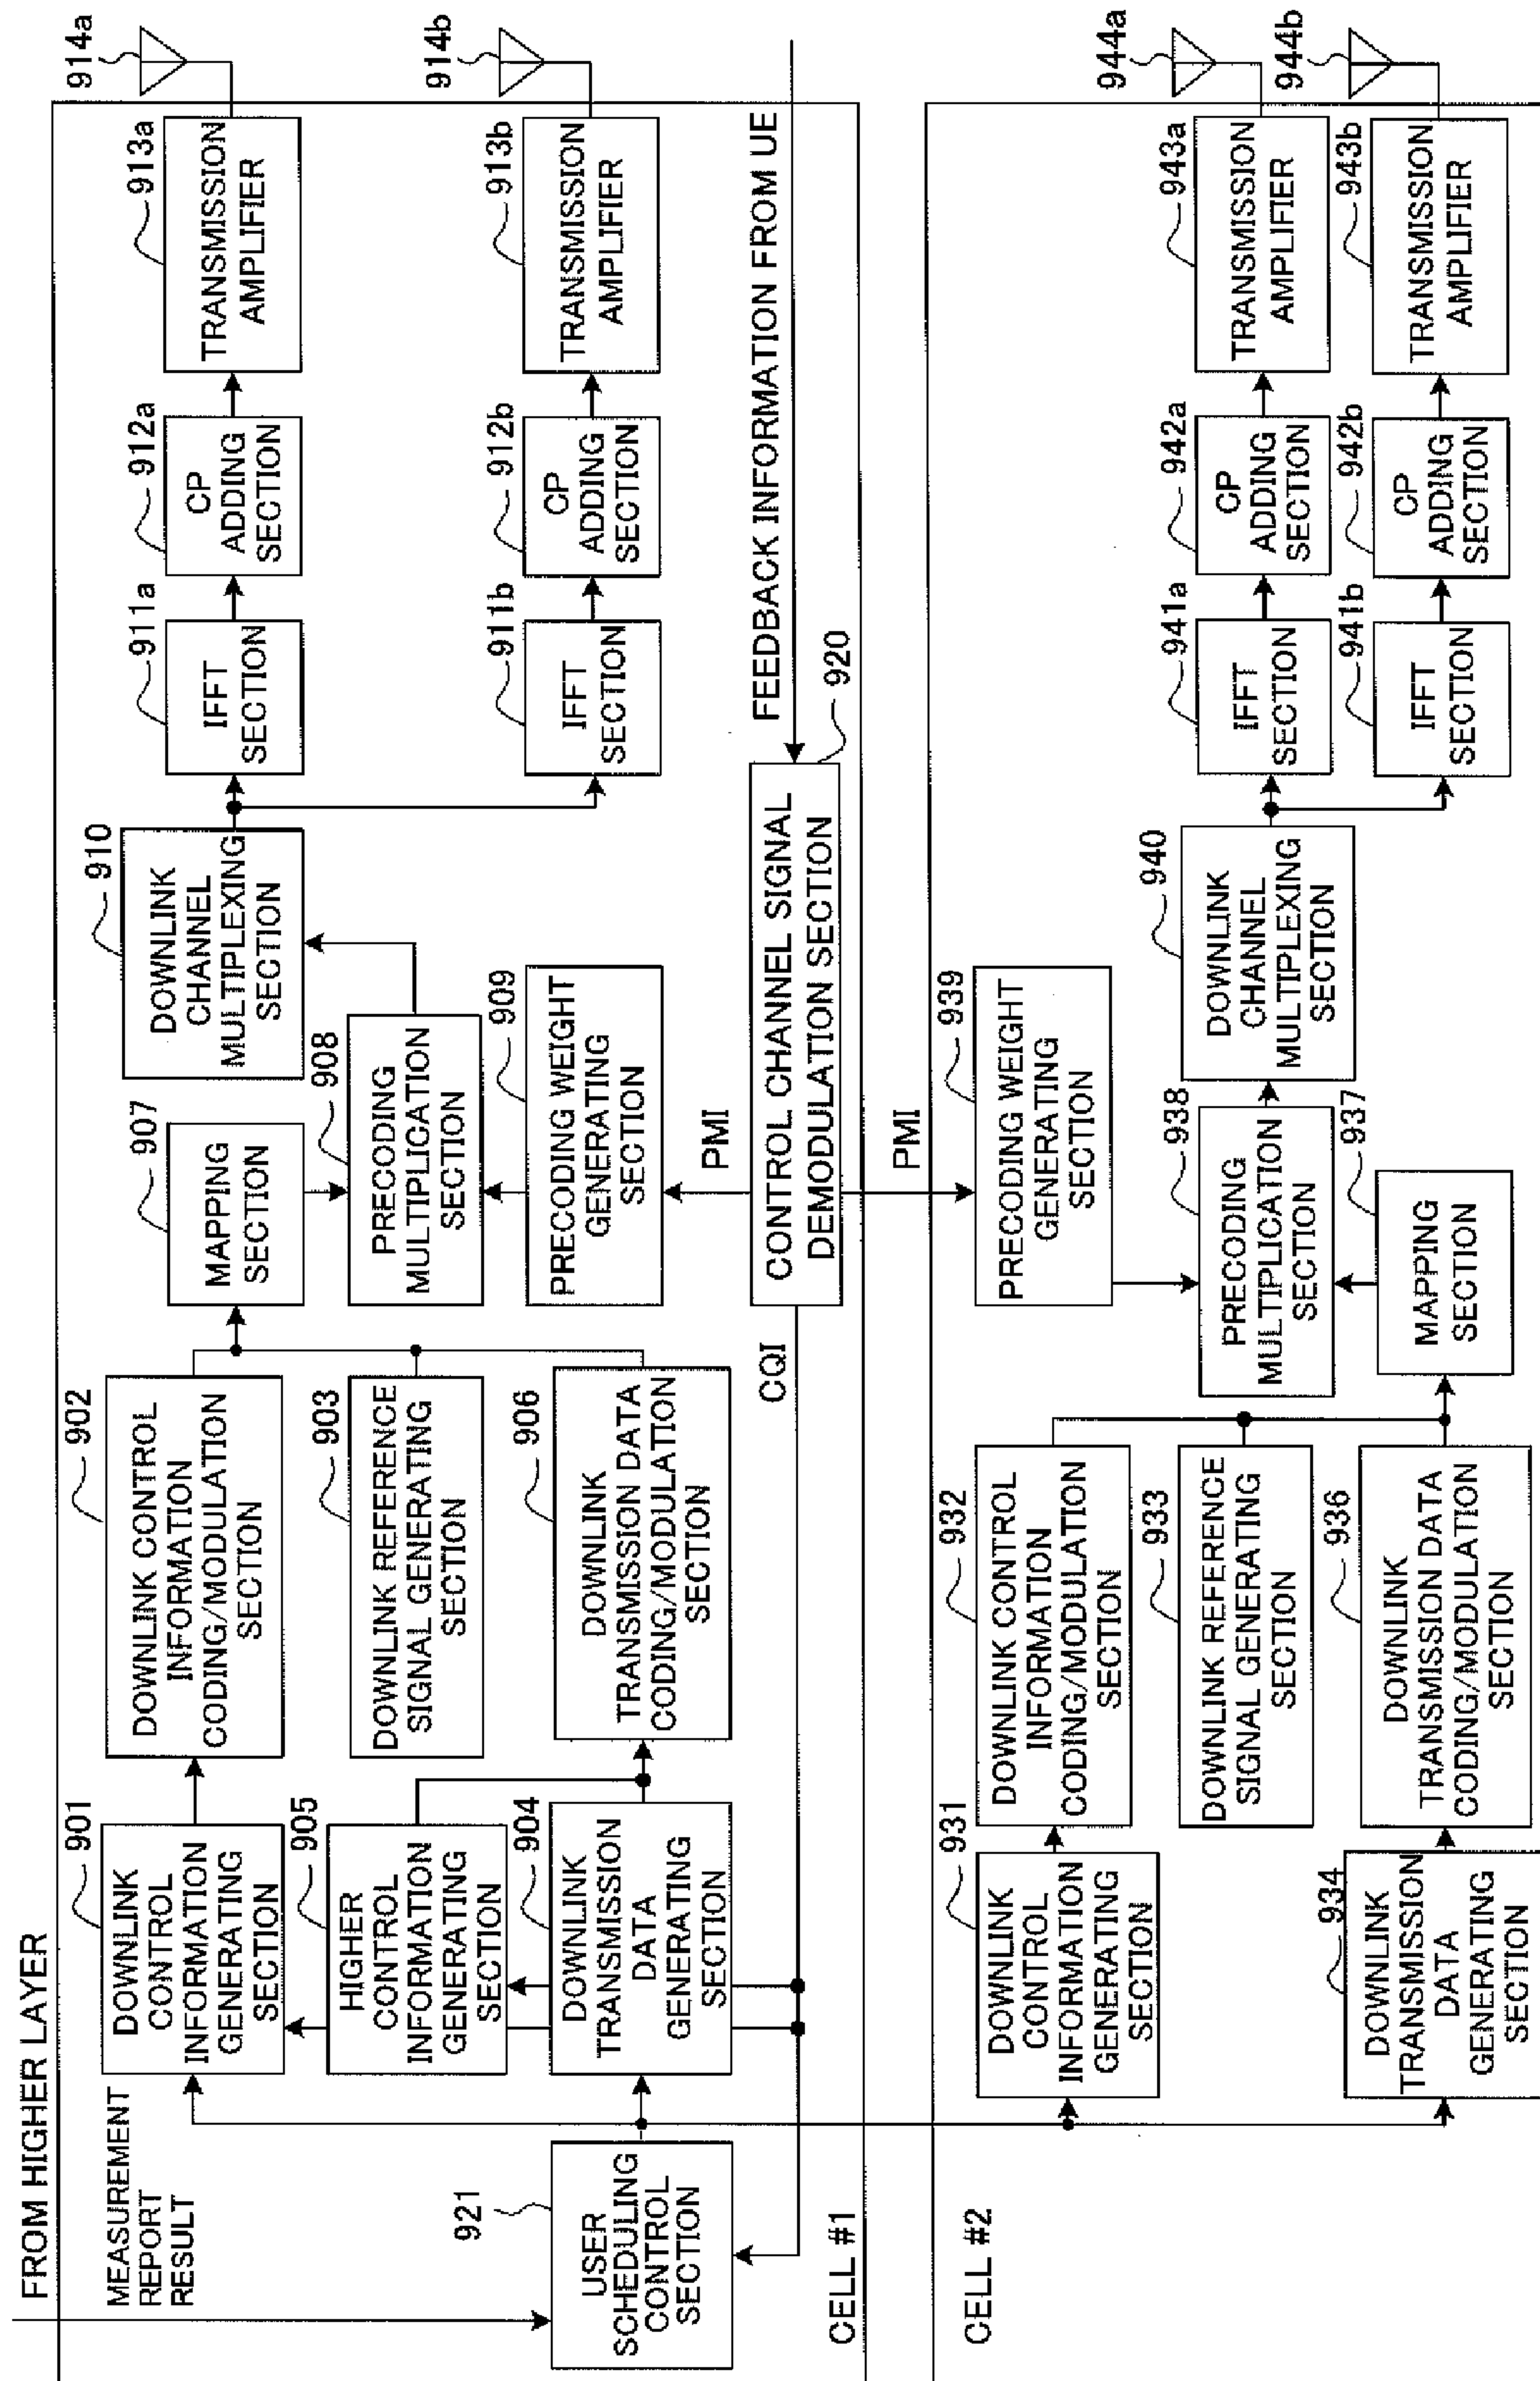 FROM HIGHER LAYER
MEASUREMENT
REPORT
RESULT
921
USER
SCHEDULING
CONTROL
SECTION
901
DOWNLINK
CONTROL
INFORMATION
GENERATING
SECTION
905
HIGHER
CONTROL
INFORMATION
GENERATING
SECTION
904
DOWNLINK
TRANSMISSION
DATA
GENERATING
SECTION
902
DOWNLINK CONTROL
INFORMATION
CODING/MODULATION
SECTION
903
DOWNLINK REFERENCE
SIGNAL GENERATING
SECTION
906
DOWNLINK
TRANSMISSION DATA
CODING/MODULATION
SECTION
CQI
907
MAPPING
SECTION
908
PRECODING
MULTIPLICATION
SECTION
909
PRECODING WEIGHT
GENERATING
SECTION
PMI
910
DOWNLINK
CHANNEL
MULTIPLEXING
SECTION
CONTROL CHANNEL SIGNAL
DEMODULATION SECTION
920
FEEDBACK INFORMATION FROM UE
911a
IFFT
SECTION
912a
CP
ADDING
SECTION
913a
TRANSMISSION
AMPLIFIER
914a
911b
IFFT
SECTION
912b
CP
ADDING
SECTION
913b
TRANSMISSION
AMPLIFIER
914b
CELL #1
CELL #2
931
DOWNLINK
CONTROL
INFORMATION
GENERATING
SECTION
934
DOWNLINK
TRANSMISSION
DATA
GENERATING
SECTION
932
DOWNLINK CONTROL
INFORMATION
CODING/MODULATION
SECTION
933
DOWNLINK REFERENCE
SIGNAL GENERATING
SECTION
936
DOWNLINK
TRANSMISSION DATA
CODING/MODULATION
SECTION
PMI
939
PRECODING WEIGHT
GENERATING
SECTION
938
PRECODING
MULTIPLICATION
SECTION
937
MAPPING
SECTION
940
DOWNLINK
CHANNEL
MULTIPLEXING
SECTION
941a
IFFT
SECTION
942a
CP
ADDING
SECTION
943a
TRANSMISSION
AMPLIFIER
944a
941b
IFFT
SECTION
942b
CP
ADDING
SECTION
943b
TRANSMISSION
AMPLIFIER
944b